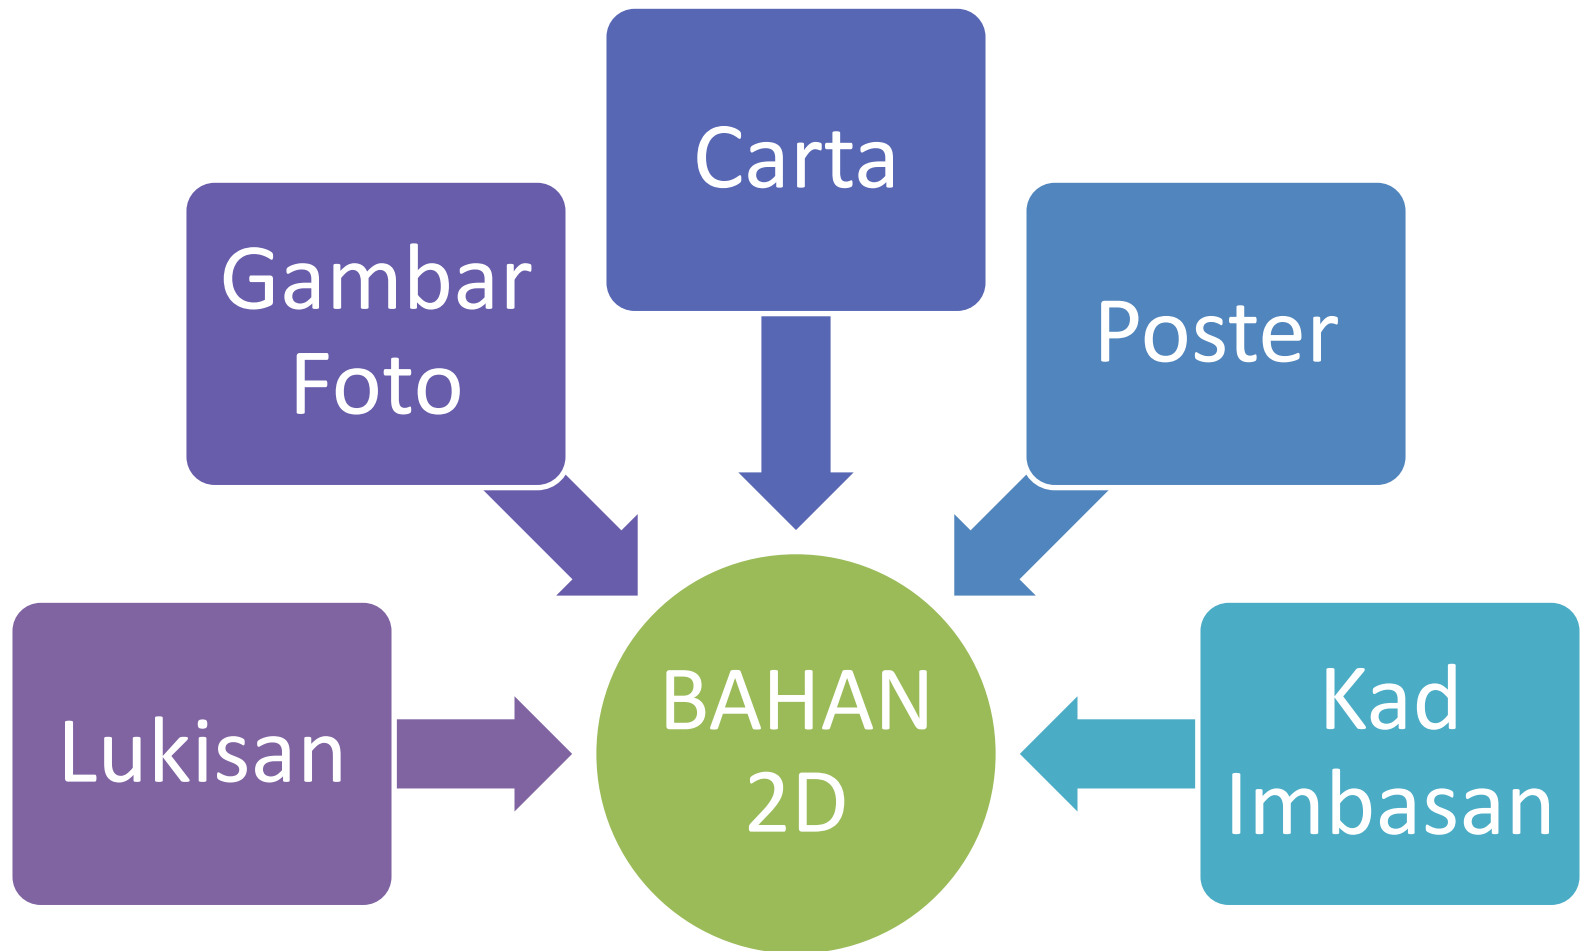 Carta
Gambar
Foto
Poster
Lukisan
BAHAN
2D
Kad
Imbasan